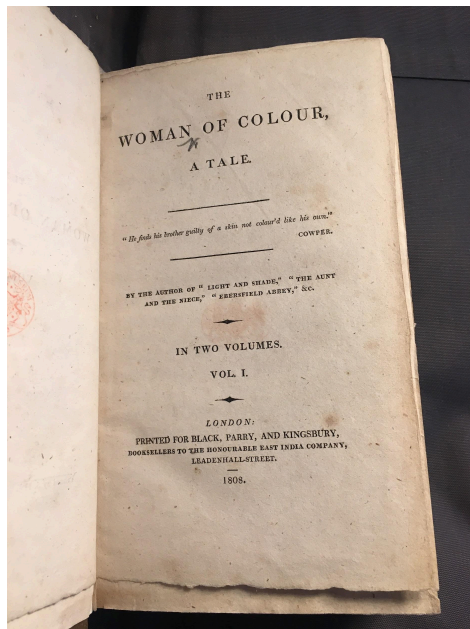 THE
WOMAN OF COLOUR,
A TALE.
"He finds his brother guilty of a skin not colour'd like his own."
COWPER.
BY THE AUTHOR OF "LIGHT AND SHADE," "THE AUNT
AND THE NIECE," "EBERSFIELD ABBEY," &c.
IN TWO VOLUMES.
VOL. I.
LONDON:
PRINTED FOR BLACK, PARRY, AND KINGSBURY,
BOOKSELLERS TO THE HONOURABLE EAST INDIA COMPANY,
LEADENHALL-STREET.
1808.